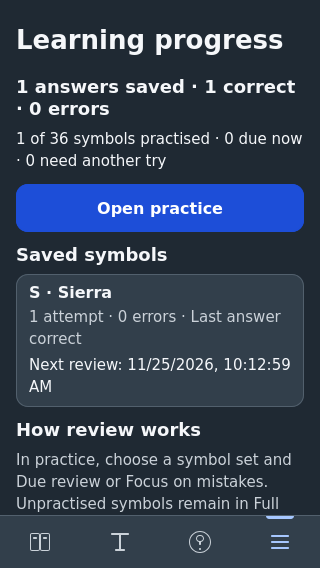 Learning progress
1 answers saved · 1 correct
· 0 errors
1 of 36 symbols practised · 0 due now
· 0 need another try
Open practice
Saved symbols
S · Sierra
1 attempt · 0 errors · Last answer
correct
Next review: 11/25/2026, 10:12:59
AM
How review works
In practice, choose a symbol set and
Due review or Focus on mistakes.
Unpractised symbols remain in Full